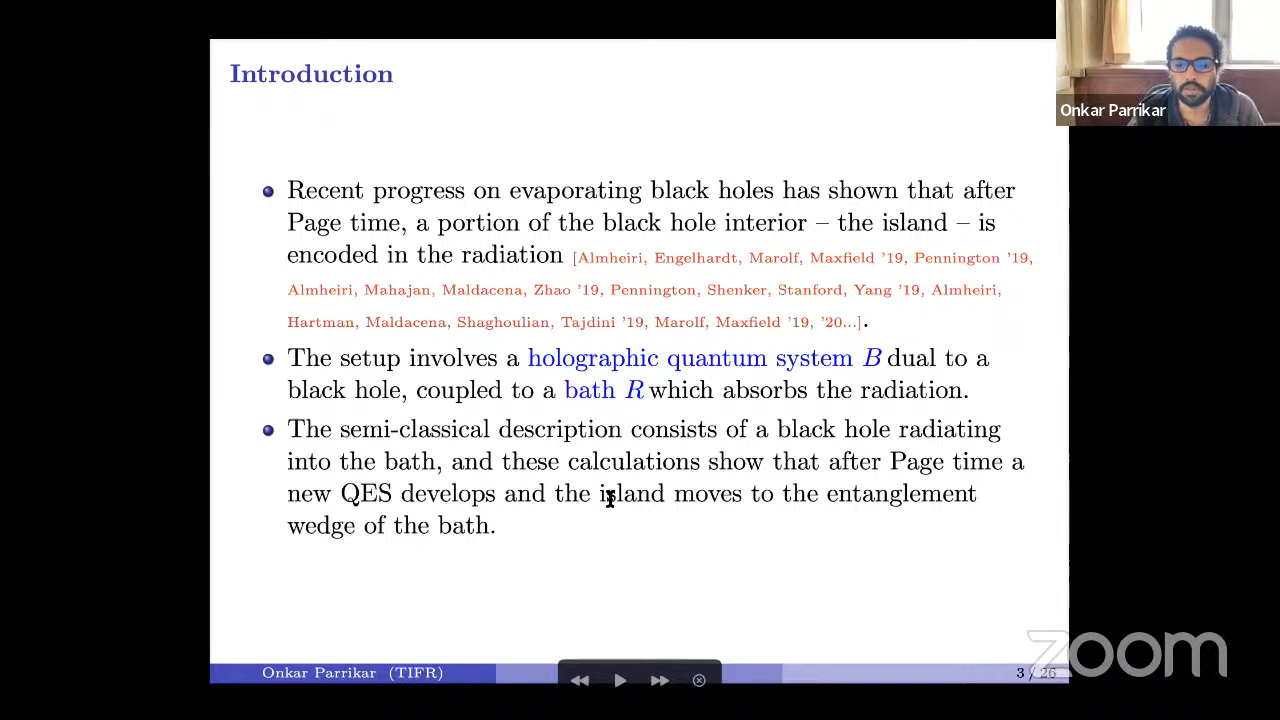 Introduction
Onkar Parrikar
Recent progress on evaporating black holes has shown that after
Page time, a portion of the black hole interior – the island – is
encoded in the radiation [Almheiri, Engelhardt, Marolf, Maxfield '19, Pennington '19,
Almheiri, Mahajan, Maldacena, Zhao '19, Pennington, Shenker, Stanford, Yang '19, Almheiri,
Hartman, Maldacena, Shaghoulian, Tajdini '19, Marolf, Maxfield '19, '20...].
The setup involves a holographic quantum system B dual to a
black hole, coupled to a bath R which absorbs the radiation.
The semi-classical description consists of a black hole radiating
into the bath, and these calculations show that after Page time a
new QES develops and the island moves to the entanglement
wedge of the bath.
zoom
Onkar Parrikar (TIFR)
3 / 26